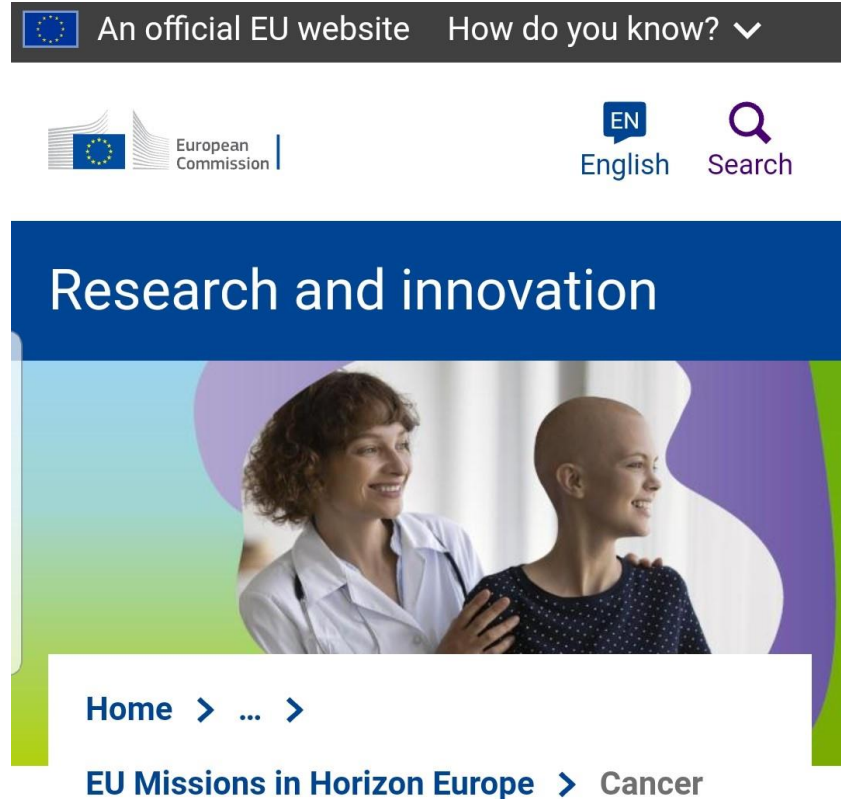 An official EU website How do you know?
European
Commission
EN
English
Search
Research and innovation
Home > ... >
EU Missions in Horizon Europe > Cancer